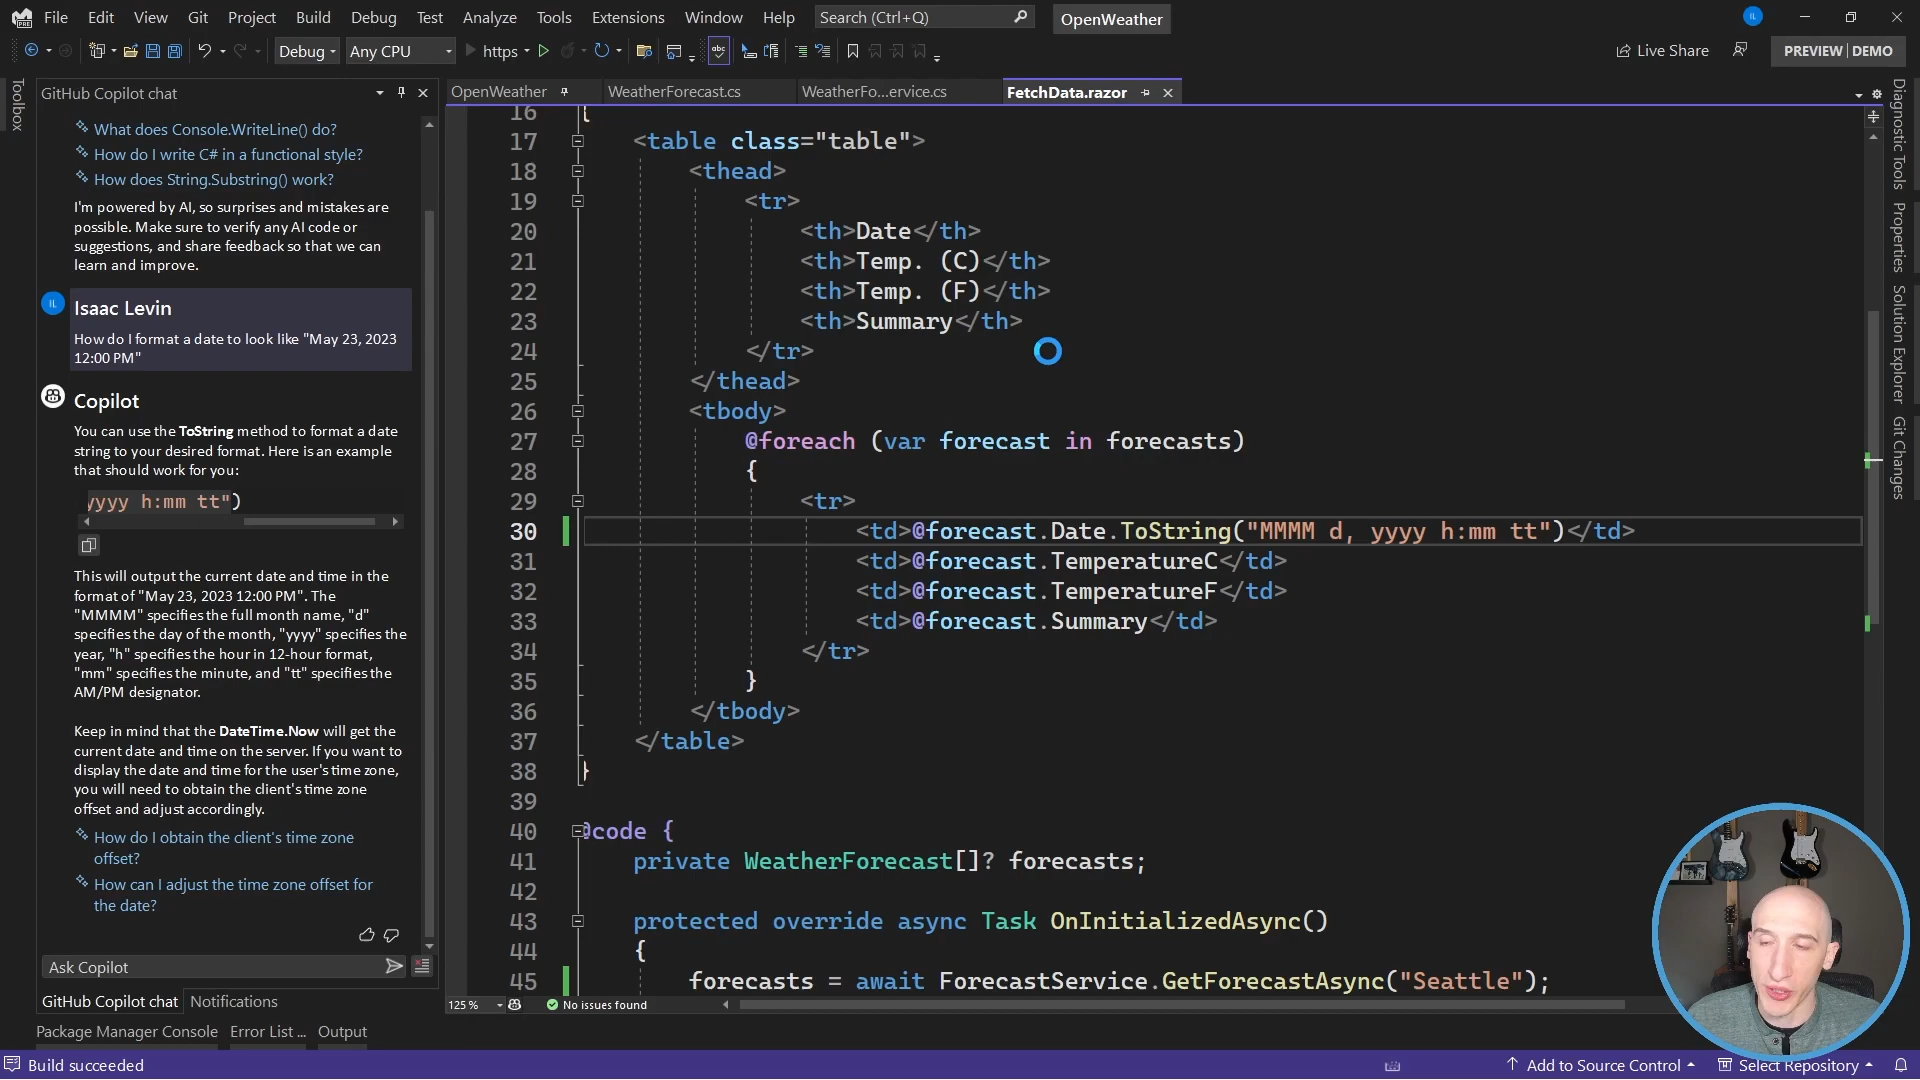 File Edit View Git Project Build Debug Test Analyze Tools Extensions Window Help Search (Ctrl+Q) OpenWeather IL
Debug Any CPU https Live Share PREVIEW | DEMO
Toolbox
GitHub Copilot chat
What does Console.WriteLine() do?
How do I write C# in a functional style?
How does String.Substring() work?
I'm powered by AI, so surprises and mistakes are
possible. Make sure to verify any AI code or
suggestions, and share feedback so that we can
learn and improve.
IL
Isaac Levin
How do I format a date to look like "May 23, 2023
12:00 PM"
Copilot
You can use the ToString method to format a date
string to your desired format. Here is an example
that should work for you:
yyyy h:mm tt")
This will output the current date and time in the
format of "May 23, 2023 12:00 PM". The
"MMMM" specifies the full month name, "d"
specifies the day of the month, "yyyy" specifies the
year, "h" specifies the hour in 12-hour format,
"mm" specifies the minute, and "tt" specifies the
AM/PM designator.
Keep in mind that the DateTime.Now will get the
current date and time on the server. If you want to
display the date and time for the user's time zone,
you will need to obtain the client's time zone
offset and adjust accordingly.
How do I obtain the client's time zone
offset?
How can I adjust the time zone offset for
the date?
Ask Copilot
GitHub Copilot chat Notifications
Package Manager Console Error List ... Output
OpenWeather WeatherForecast.cs WeatherFo...ervice.cs FetchData.razor
16 {
17 <table class="table">
18 <thead>
19 <tr>
20 <th>Date</th>
21 <th>Temp. (C)</th>
22 <th>Temp. (F)</th>
23 <th>Summary</th>
24 </tr>
25 </thead>
26 <tbody>
27 @foreach (var forecast in forecasts)
28 {
29 <tr>
30 <td>@forecast.Date.ToString("MMMM d, yyyy h:mm tt")</td>
31 <td>@forecast.TemperatureC</td>
32 <td>@forecast.TemperatureF</td>
33 <td>@forecast.Summary</td>
34 </tr>
35 }
36 </tbody>
37 </table>
38 }
39
40 @code {
41 private WeatherForecast[]? forecasts;
42
43 protected override async Task OnInitializedAsync()
44 {
45 forecasts = await ForecastService.GetForecastAsync("Seattle");
125 % No issues found
Diagnostic Tools
Properties
Solution Explorer
Git Changes
Build succeeded Add to Source Control Select Repository